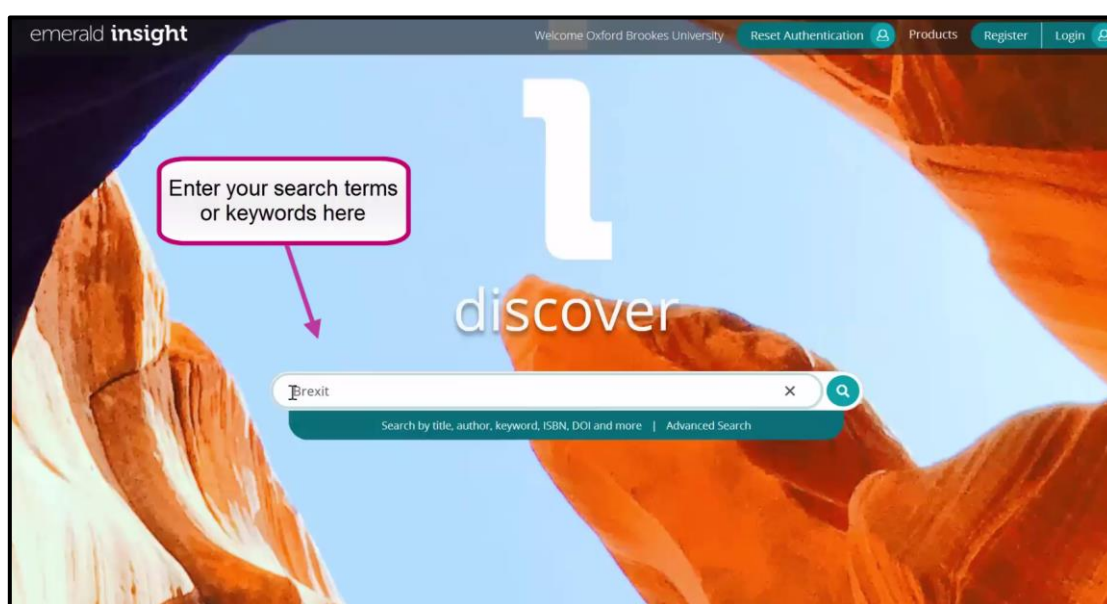 emerald insight
Welcome Oxford Brookes University Reset Authentication Products Register Login
Enter your search terms
or keywords here
discover
Brexit
Search by title, author, keyword, ISBN, DOI and more | Advanced Search